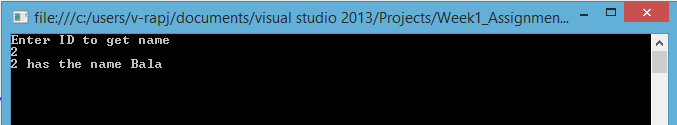 file:///c:/users/v-rapj/documents/visual studio 2013/Projects/Week1_Assignmen...
Enter ID to get name
2
2 has the name Bala